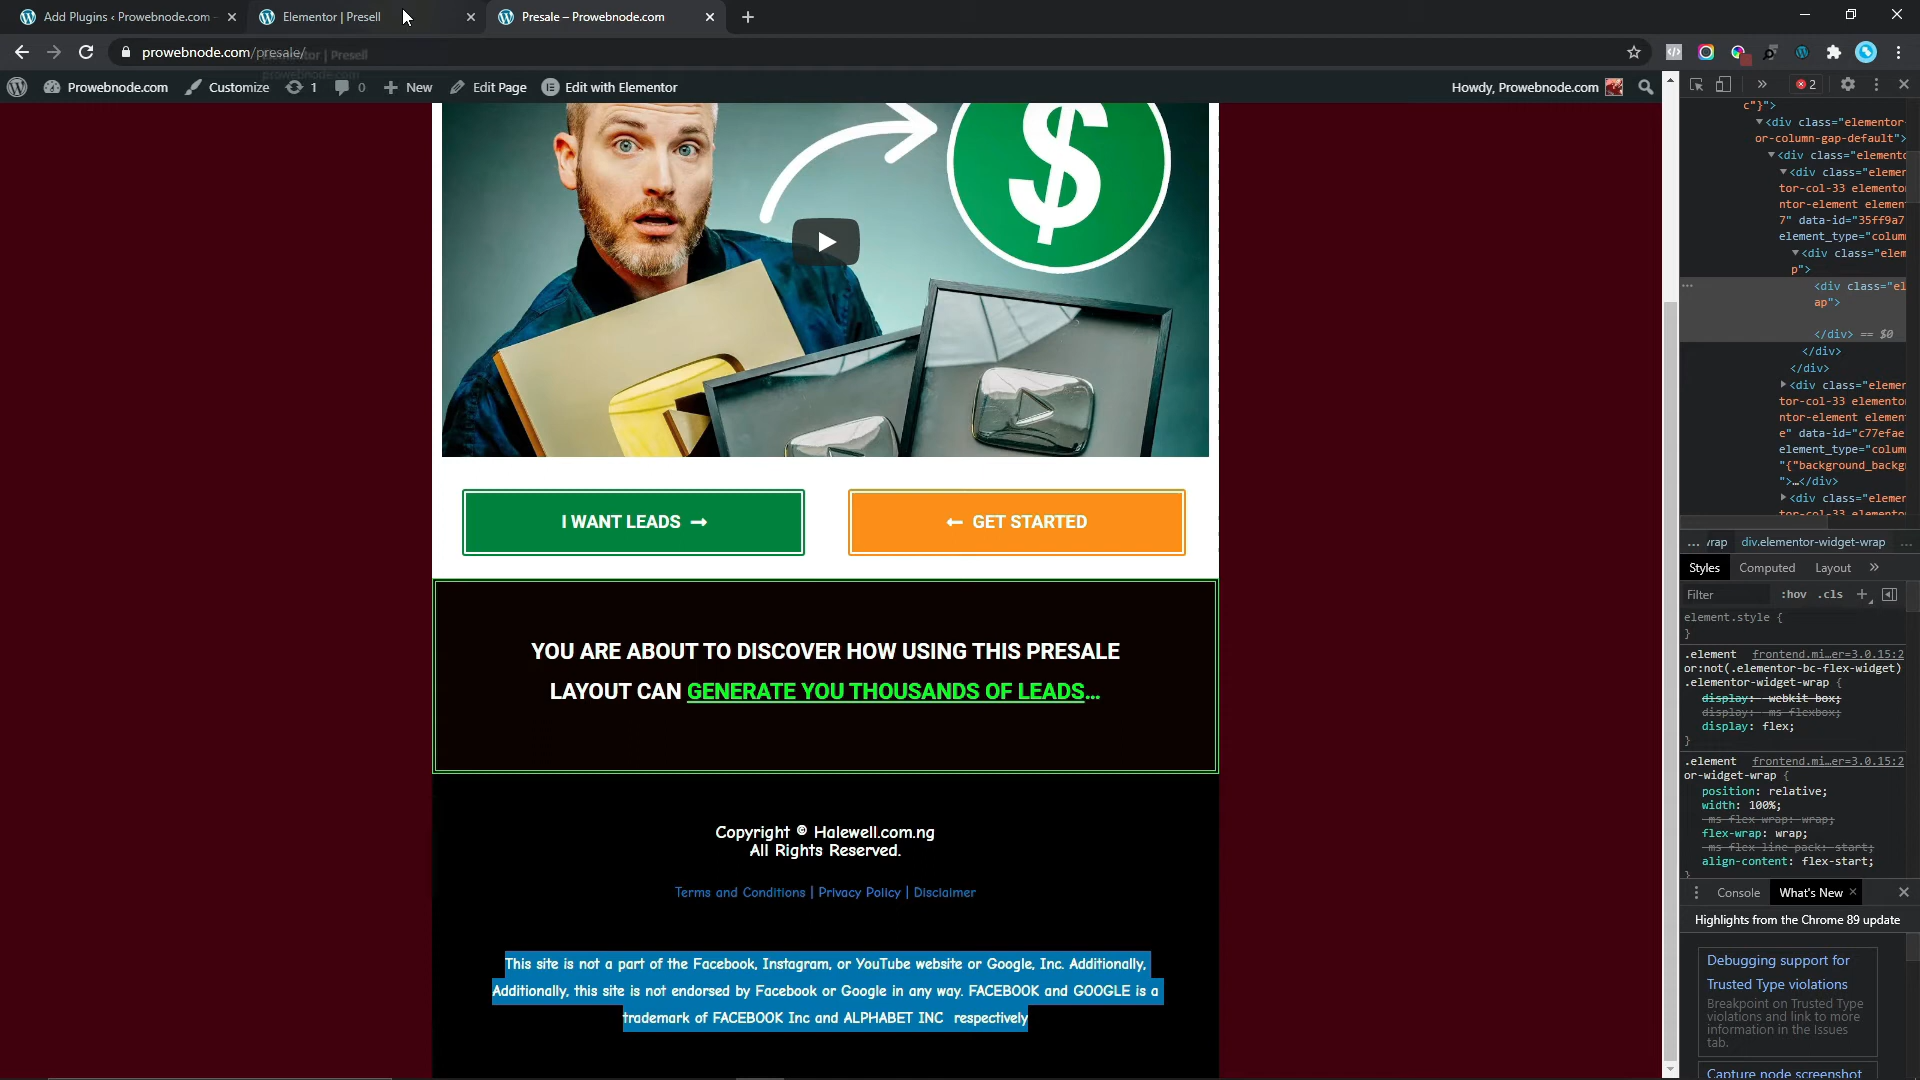 Add Plugins ‹ Prowebnode.com
Elementor | Presell
Presale – Prowebnode.com
prowebnode.com/presale/
Prowebnode.com
Customize
1
0
New
Edit Page
Edit with Elementor
Howdy, Prowebnode.com
$
I WANT LEADS →
← GET STARTED
YOU ARE ABOUT TO DISCOVER HOW USING THIS PRESALE
LAYOUT CAN GENERATE YOU THOUSANDS OF LEADS...
Copyright © Halewell.com.ng
All Rights Reserved.
Terms and Conditions | Privacy Policy | Disclaimer
This site is not a part of the Facebook, Instagram, or YouTube website or Google, Inc. Additionally,
Additionally, this site is not endorsed by Facebook or Google in any way. FACEBOOK and GOOGLE is a
trademark of FACEBOOK Inc and ALPHABET INC  respectively
2
c"}">
<div class="elementor
or-column-gap-default">
<div class="elemento
<div class="elemen
tor-col-33 elemento
ntor-element elemen
7" data-id="35ff9a7
element_type="colum
<div class="elem
p">
<div class="el
ap">
</div> == $0
</div>
</div>
<div class="elemen
tor-col-33 elemento
ntor-element elemen
e" data-id="c77efae
element_type="colum
"{"background_backg
">…</div>
<div class="elemen
… /rap div.elementor-widget-wrap …
Styles Computed Layout »
Filter :hov .cls +
element.style {
}
.element frontend.mi…er=3.0.15:2
or:not(.elementor-bc-flex-widget)
.elementor-widget-wrap {
display: -webkit-box;
display: -ms-flexbox;
display: flex;
}
.element frontend.mi…er=3.0.15:2
or-widget-wrap {
position: relative;
width: 100%;
-ms-flex-wrap: wrap;
flex-wrap: wrap;
-ms-flex-line-pack: start;
align-content: flex-start;
}
Console What's New
Highlights from the Chrome 89 update
Debugging support for
Trusted Type violations
Breakpoint on Trusted Type
violations and link to more
information in the Issues
tab.
Capture node screenshot